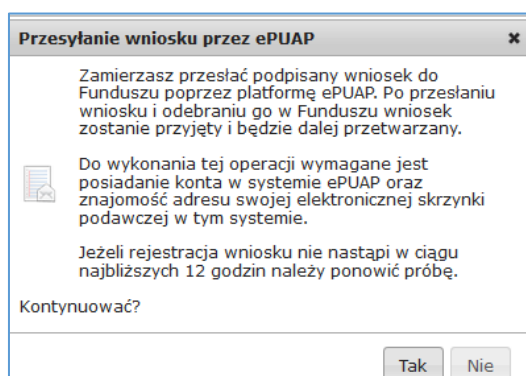 Przesyłanie wniosku przez ePUAP
Zamierzasz przesłać podpisany wniosek do
Funduszu poprzez platformę ePUAP. Po przesłaniu
wniosku i odebraniu go w Funduszu wniosek
zostanie przyjęty i będzie dalej przetwarzany.
Do wykonania tej operacji wymagane jest
posiadanie konta w systemie ePUAP oraz
znajomość adresu swojej elektronicznej skrzynki
podawczej w tym systemie.
Jeżeli rejestracja wniosku nie nastąpi w ciągu
najbliższych 12 godzin należy ponowić próbę.
Kontynuować?
Tak Nie